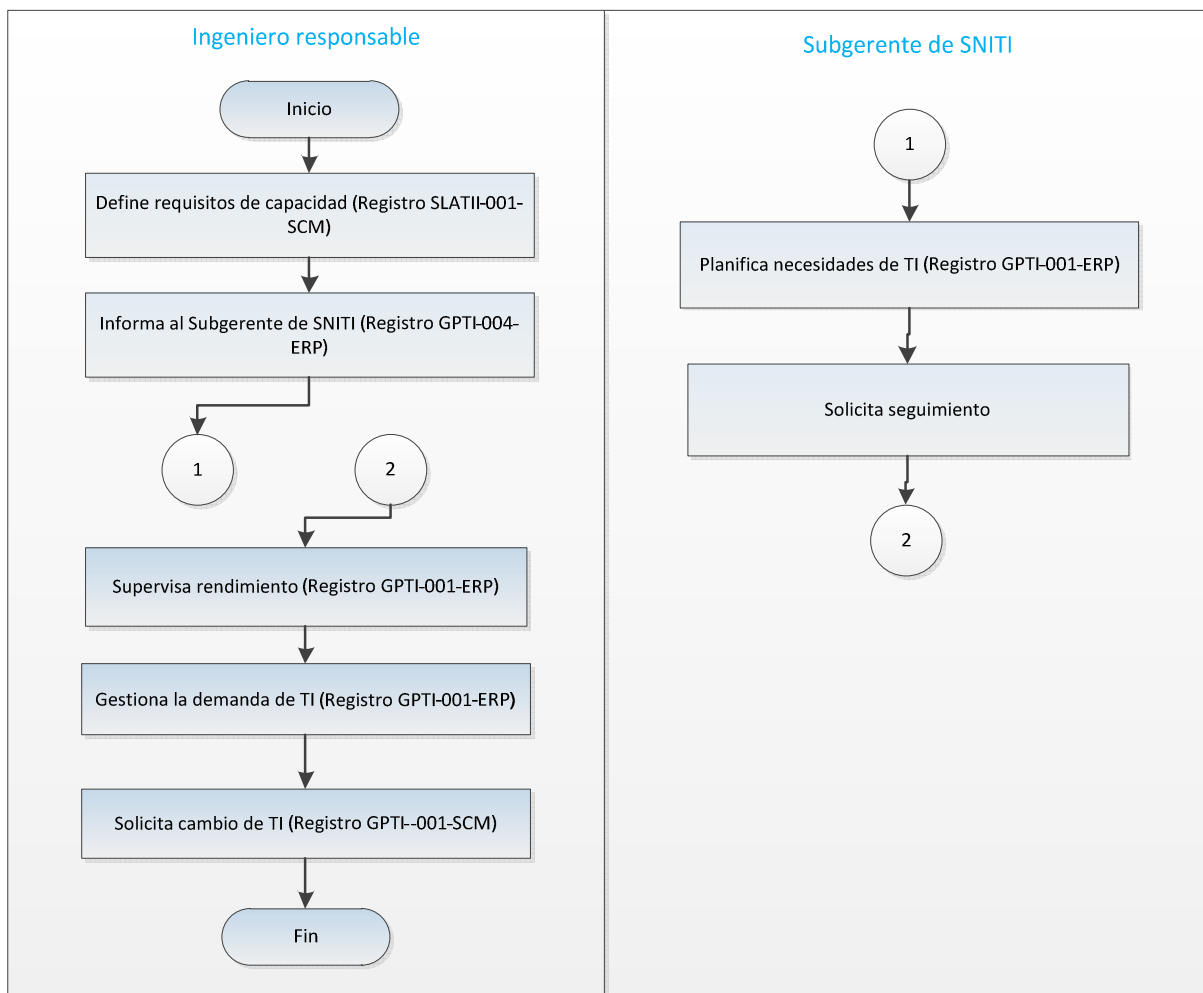 Ingeniero responsable
Inicio
Define requisitos de capacidad (Registro SLATII-001-
SCM)
Informa al Subgerente de SNITI (Registro GPTI-004-
ERP)
1
2
Supervisa rendimiento (Registro GPTI-001-ERP)
Gestiona la demanda de TI (Registro GPTI-001-ERP)
Solicita cambio de TI (Registro GPTI--001-SCM)
Fin
Subgerente de SNITI
1
Planifica necesidades de TI (Registro GPTI-001-ERP)
Solicita seguimiento
2